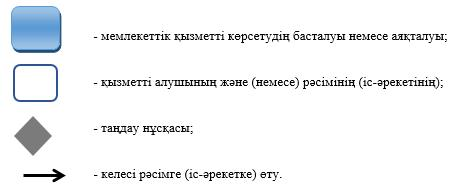 - мемлекеттік қызметті көрсетудің басталуы немесе аяқталуы;
- қызметті алушының және (немесе) рәсімінің (іс-әрекетінің);
- таңдау нұсқасы;
- келесі рәсімге (іс-әрекетке) өту.